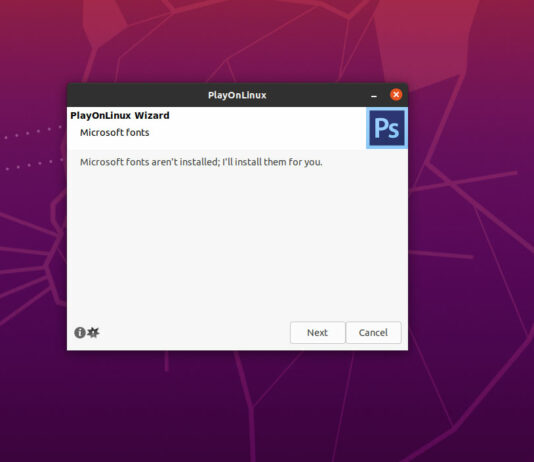 PlayOnLinux
PlayOnLinux Wizard
Microsoft fonts
Ps
Microsoft fonts aren't installed; I'll install them for you.
Next
Cancel